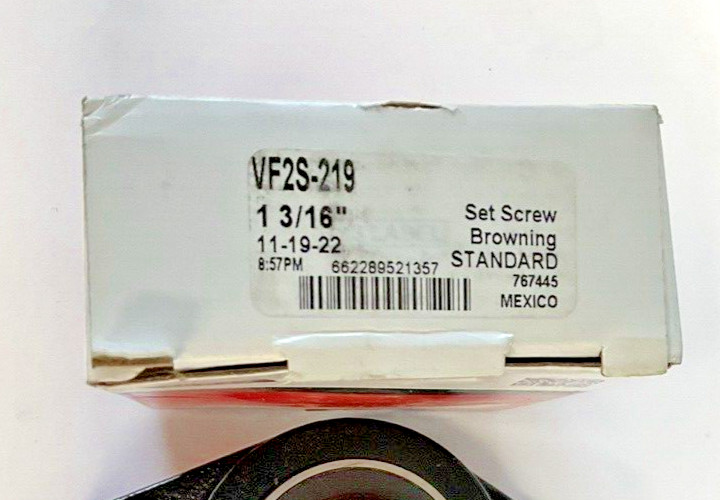 VF2S-219
1 3/16"
11-19-22
8:57PM
662289521357
Set Screw
Browning
STANDARD
767445
MEXICO